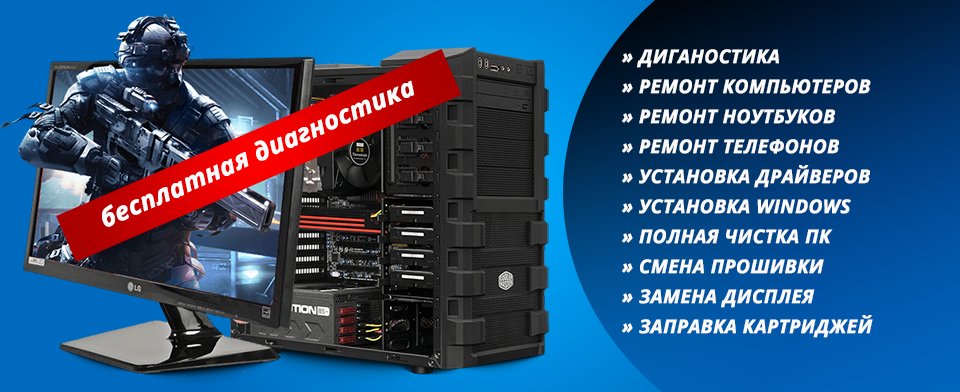 бесплатная диагностика
LG
» ДИГАНОСТИКА
» РЕМОНТ КОМПЬЮТЕРОВ
» РЕМОНТ НОУТБУКОВ
» РЕМОНТ ТЕЛЕФОНОВ
» УСТАНОВКА ДРАЙВЕРОВ
» УСТАНОВКА WINDOWS
» ПОЛНАЯ ЧИСТКА ПК
» СМЕНА ПРОШИВКИ
» ЗАМЕНА ДИСПЛЕЯ
» ЗАПРАВКА КАРТРИДЖЕЙ